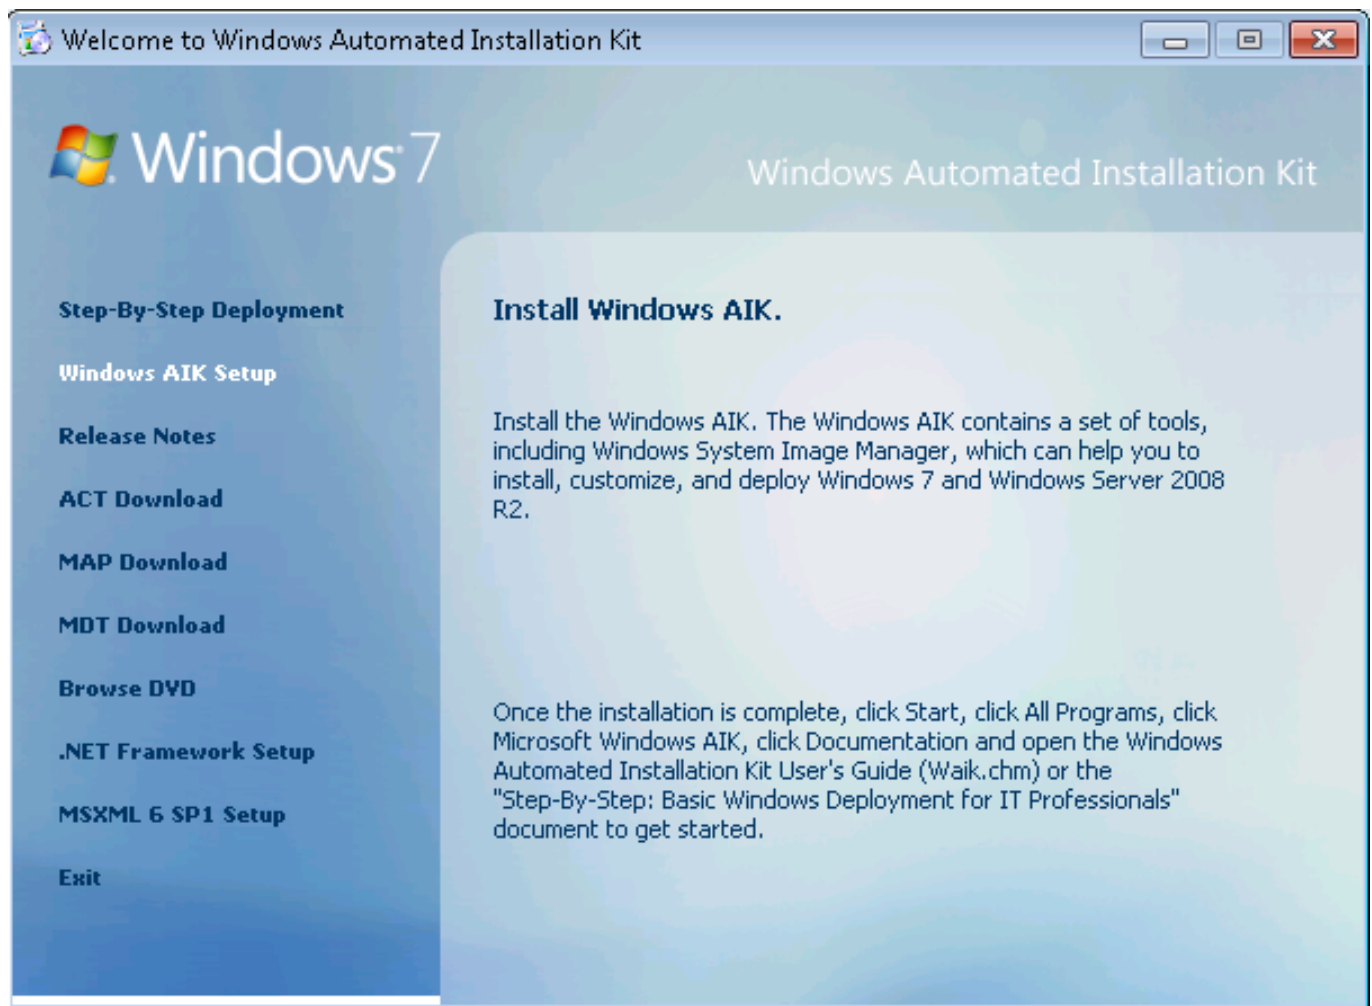 Welcome to Windows Automated Installation Kit
Windows 7
Windows Automated Installation Kit
Step-By-Step Deployment
Windows AIK Setup
Release Notes
ACT Download
MAP Download
MDT Download
Browse DVD
.NET Framework Setup
MSXML 6 SP1 Setup
Exit
Install Windows AIK.
Install the Windows AIK. The Windows AIK contains a set of tools,
including Windows System Image Manager, which can help you to
install, customize, and deploy Windows 7 and Windows Server 2008
R2.
Once the installation is complete, click Start, click All Programs, click
Microsoft Windows AIK, click Documentation and open the Windows
Automated Installation Kit User's Guide (Waik.chm) or the
"Step-By-Step: Basic Windows Deployment for IT Professionals"
document to get started.